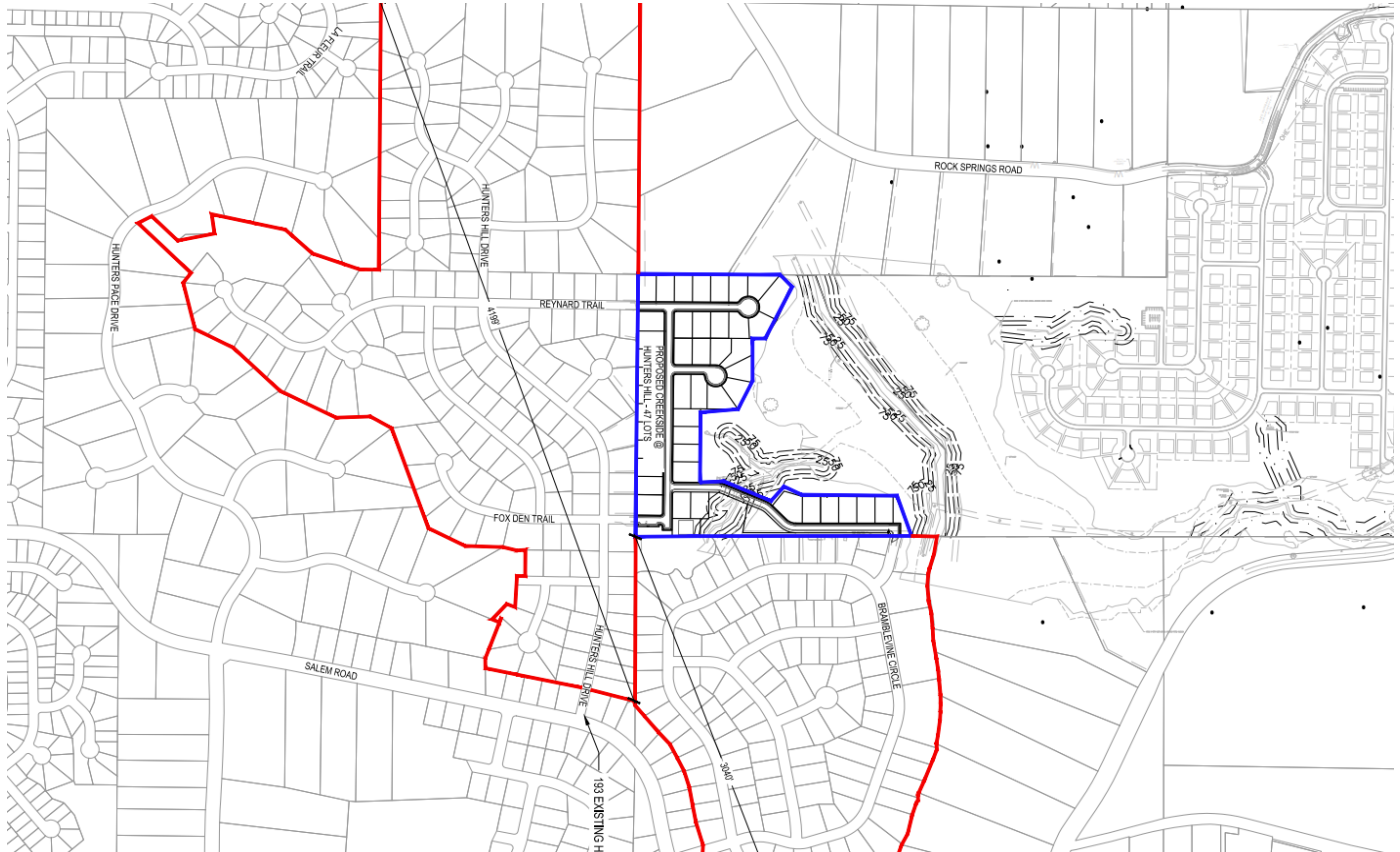 LA FLEUR TRAIL
ROCK SPRINGS ROAD
HUNTERS HILL DRIVE
HUNTERS PACE DRIVE
REYNARD TRAIL
4199'
PROPOSED CREEKSIDE @
HUNTERS HILL - 47 LOTS
FOX DEN TRAIL
BRAMBLEVINE CIRCLE
HUNTERS HILL DRIVE
SALEM ROAD
3040'
193 EXISTING H